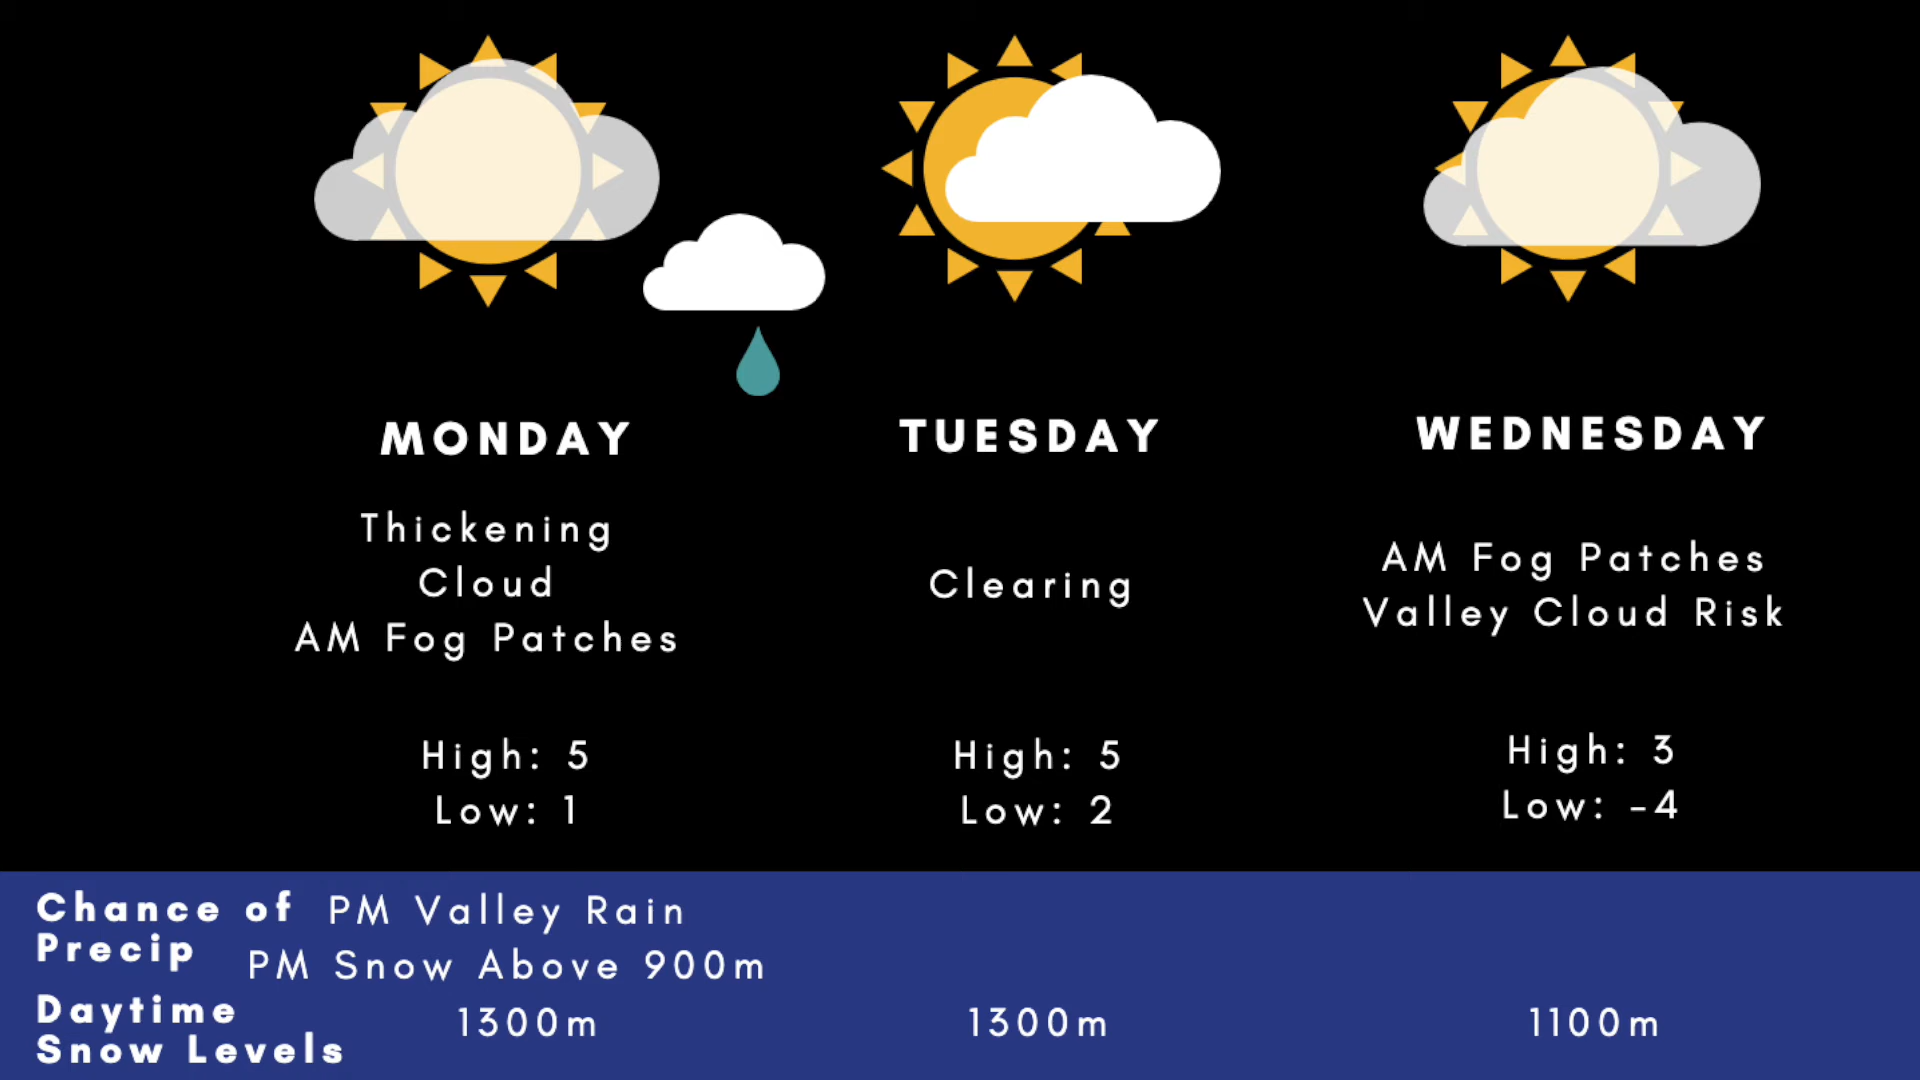 MONDAY
Thickening
Cloud
AM Fog Patches
High: 5
Low: 1
TUESDAY
Clearing
High: 5
Low: 2
WEDNESDAY
AM Fog Patches
Valley Cloud Risk
High: 3
Low: -4
Chance of
Precip
PM Valley Rain
PM Snow Above 900m
Daytime
Snow Levels
1300m
1300m
1100m